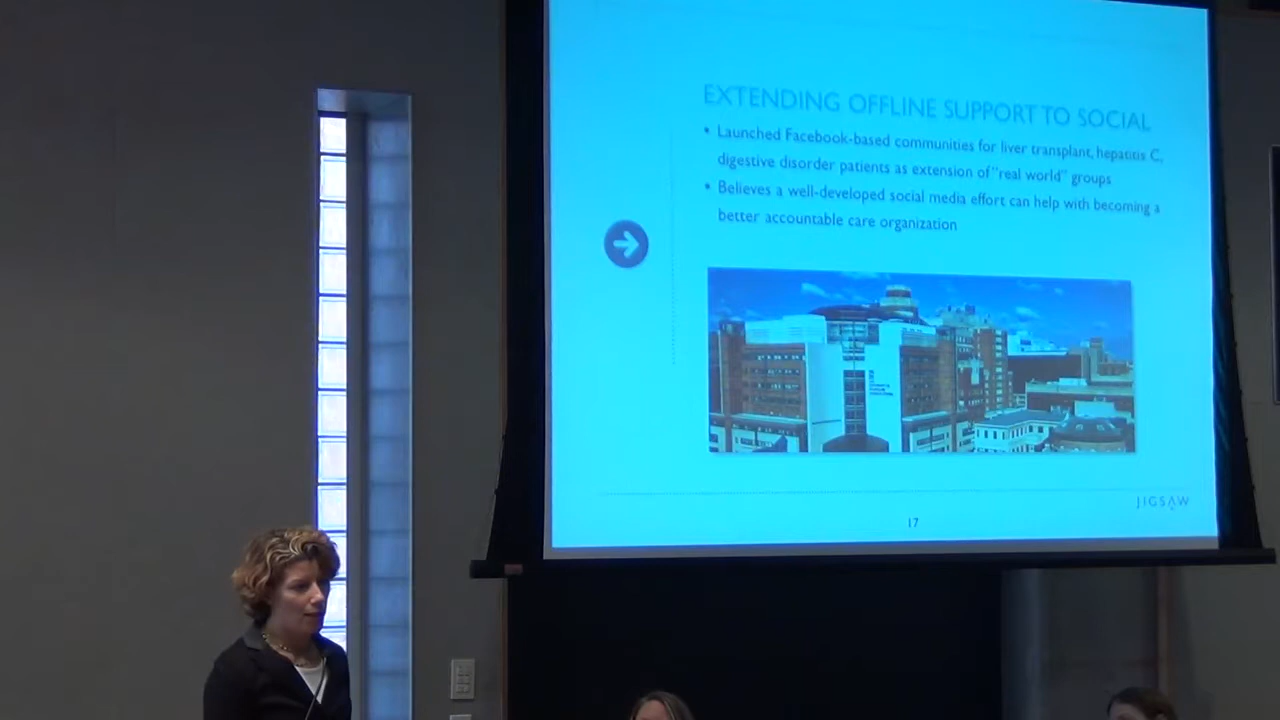 EXTENDING OFFLINE SUPPORT TO SOCIAL
• Launched Facebook-based communities for liver transplant, hepatitis C,
digestive disorder patients as extension of "real world" groups
• Believes a well-developed social media effort can help with becoming a
better accountable care organization
JIGSAW
17